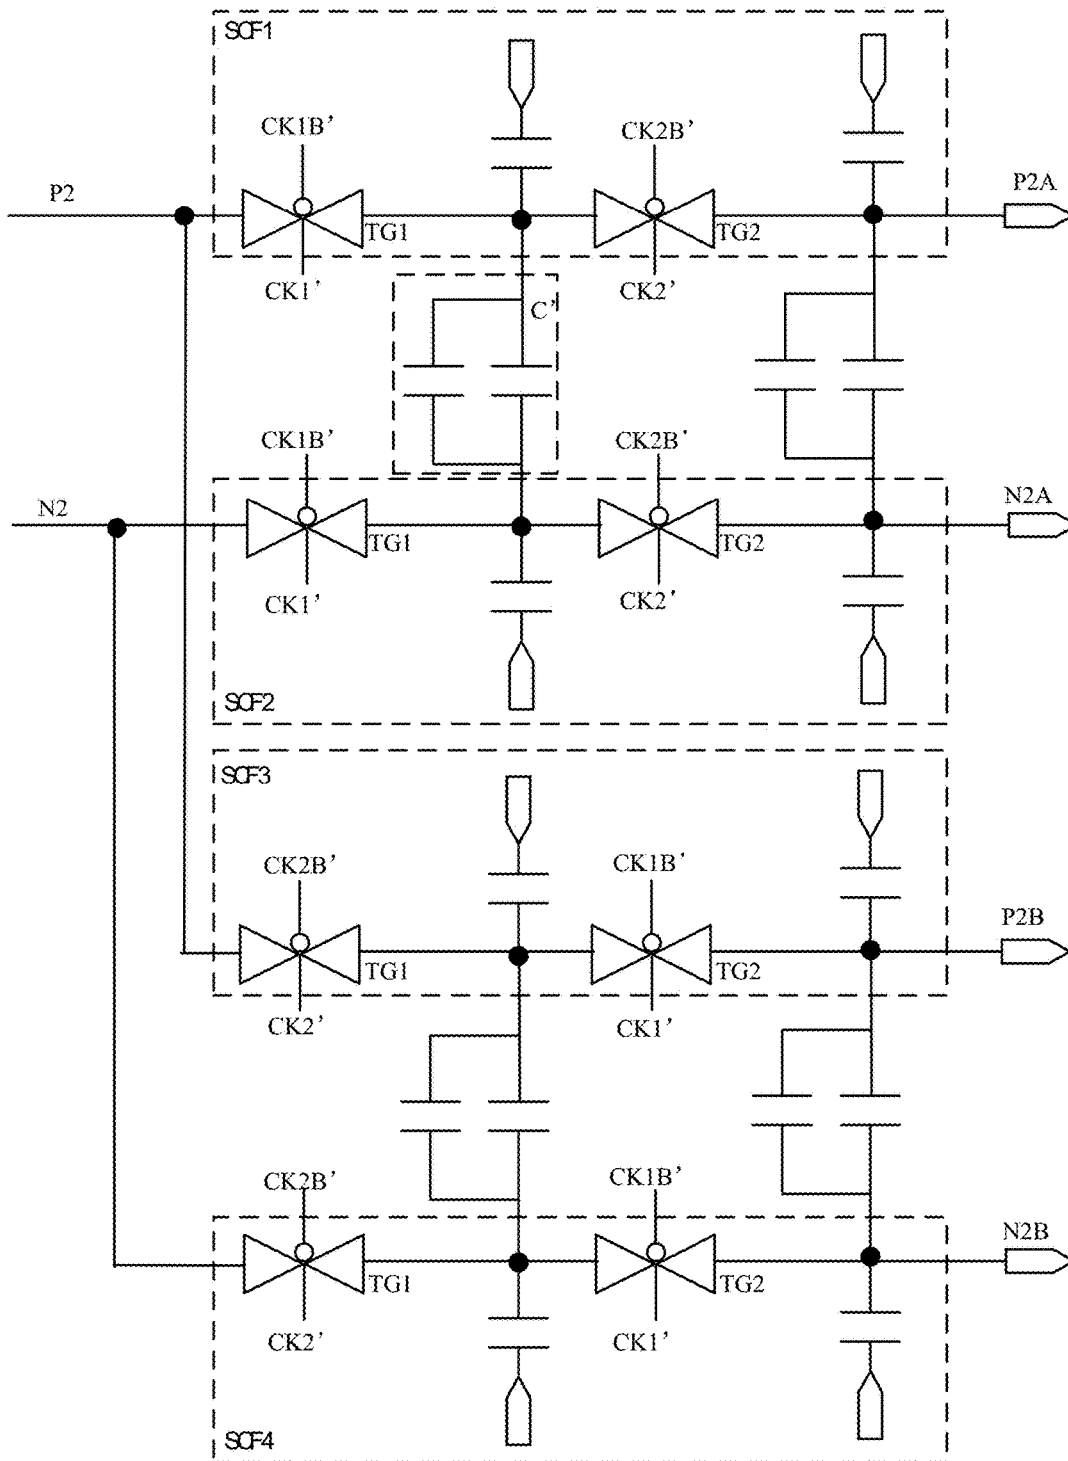 SCF1
CK1B’
CK2B’
P2
P2A
TG1
TG2
CK1’
CK2’
C’
CK1B’
CK2B’
N2
N2A
TG1
TG2
CK1’
CK2’
SCF2
SCF3
CK2B’
CK1B’
P2B
TG1
TG2
CK2’
CK1’
CK2B’
CK1B’
N2B
TG1
TG2
CK2’
CK1’
SCF4